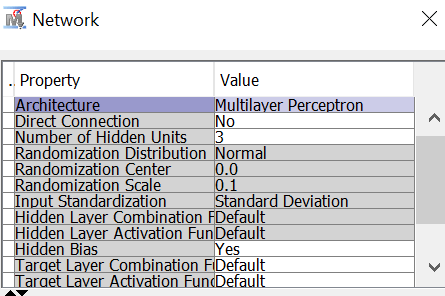 Network
.. Property Value
Architecture Multilayer Perceptron
Direct Connection No
Number of Hidden Units 3
Randomization Distribution Normal
Randomization Center 0.0
Randomization Scale 0.1
Input Standardization Standard Deviation
Hidden Layer Combination F Default
Hidden Layer Activation Fun Default
Hidden Bias Yes
Target Layer Combination F Default
Target Layer Activation Fun Default